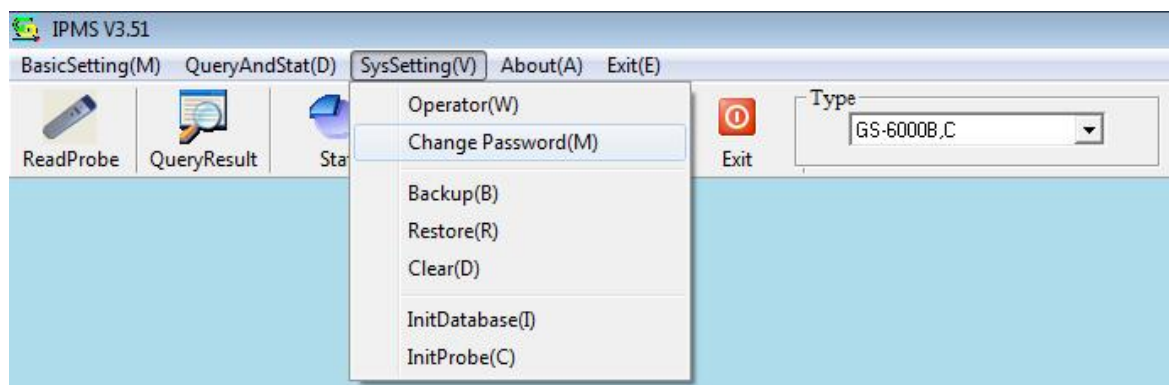 IPMS V3.51
BasicSetting(M) QueryAndStat(D) SysSetting(V) About(A) Exit(E)
Operator(W)
Change Password(M)
Backup(B)
Restore(R)
Clear(D)
InitDatabase(I)
InitProbe(C)
ReadProbe QueryResult Sta Exit
Type
GS-6000B,C